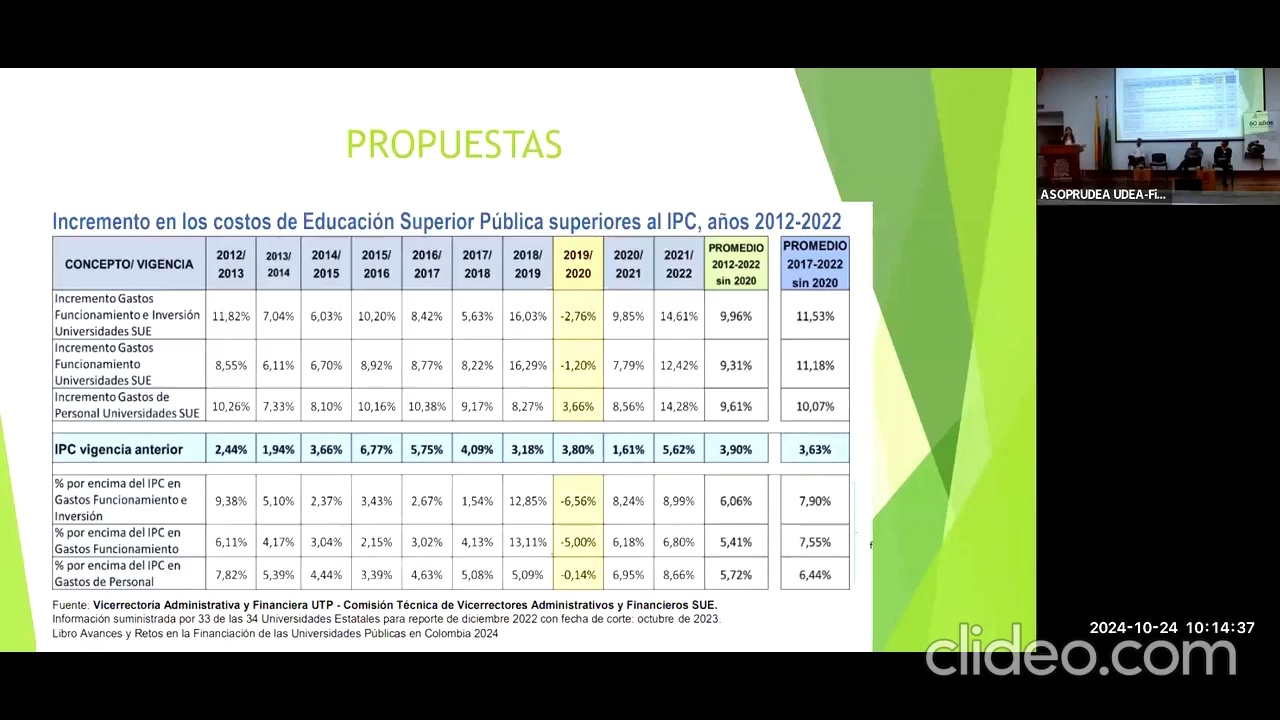 PROPUESTAS
Incremento en los costos de Educación Superior Pública superiores al IPC, años 2012-2022
CONCEPTO/ VIGENCIA 2012/ 2013 2013/ 2014 2014/ 2015 2015/ 2016 2016/ 2017 2017/ 2018 2018/ 2019 2019/ 2020 2020/ 2021 2021/ 2022 PROMEDIO 2012-2022 sin 2020 PROMEDIO 2017-2022 sin 2020
Incremento Gastos Funcionamiento e Inversión Universidades SUE 11,82% 7,04% 6,03% 10,20% 8,42% 5,63% 16,03% -2,76% 9,85% 14,61% 9,96% 11,53%
Incremento Gastos Funcionamiento Universidades SUE 8,55% 6,11% 6,70% 8,92% 8,77% 8,22% 16,29% -1,20% 7,79% 12,42% 9,31% 11,18%
Incremento Gastos de Personal Universidades SUE 10,26% 7,33% 8,10% 10,16% 10,38% 9,17% 8,27% 3,66% 8,56% 14,28% 9,61% 10,07%
IPC vigencia anterior 2,44% 1,94% 3,66% 6,77% 5,75% 4,09% 3,18% 3,80% 1,61% 5,62% 3,90% 3,63%
% por encima del IPC en Gastos Funcionamiento e Inversión 9,38% 5,10% 2,37% 3,43% 2,67% 1,54% 12,85% -6,56% 8,24% 8,99% 6,06% 7,90%
% por encima del IPC en Gastos Funcionamiento 6,11% 4,17% 3,04% 2,15% 3,02% 4,13% 13,11% -5,00% 6,18% 6,80% 5,41% 7,55%
% por encima del IPC en Gastos de Personal 7,82% 5,39% 4,44% 3,39% 4,63% 5,08% 5,09% -0,14% 6,95% 8,66% 5,72% 6,44%
Fuente: Vicerrectoría Administrativa y Financiera UTP - Comisión Técnica de Vicerrectores Administrativos y Financieros SUE.
Información suministrada por 33 de las 34 Universidades Estatales para reporte de diciembre 2022 con fecha de corte: octubre de 2023.
Libro Avances y Retos en la Financiación de las Universidades Públicas en Colombia 2024
60 años
ASOPRUDEA UDEA-Fi...
2024-10-24 10:14:37
clideo.com